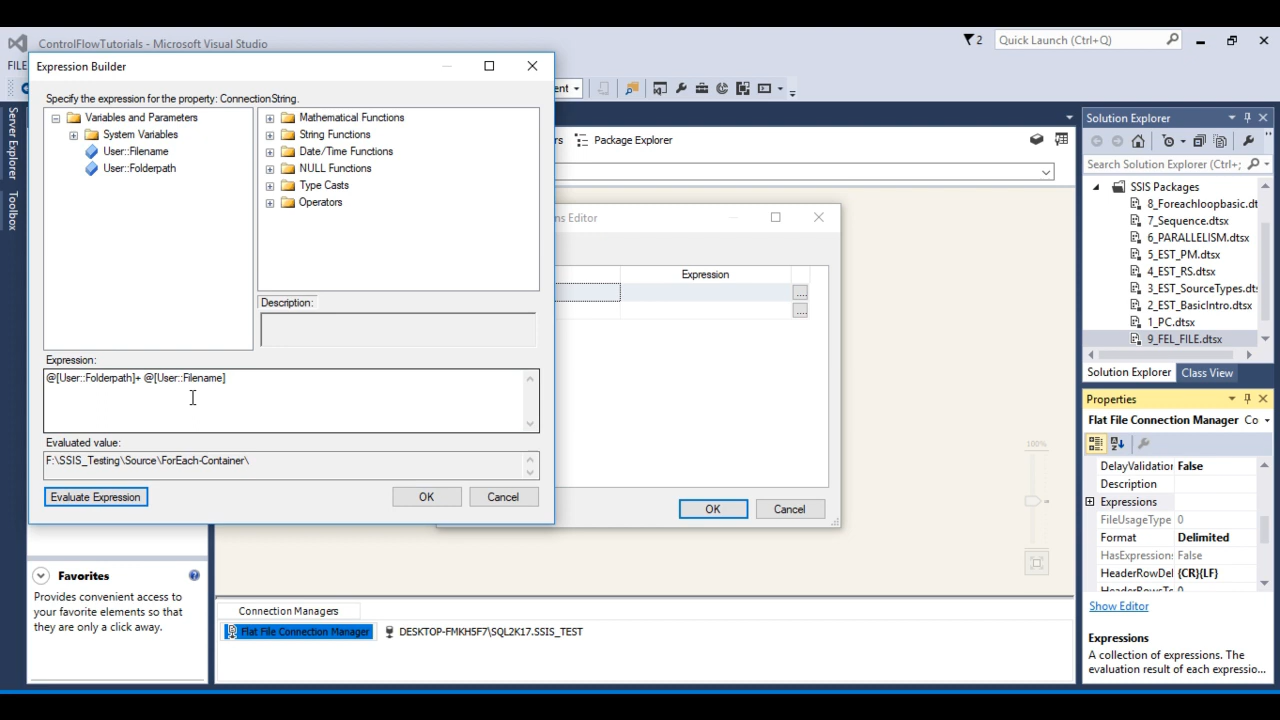 ControlFlowTutorials - Microsoft Visual Studio
2
Quick Launch (Ctrl+Q)
FILE
Expression Builder
Specify the expression for the property: ConnectionString.
Variables and Parameters
System Variables
User::Filename
User::Folderpath
Mathematical Functions
String Functions
Date/Time Functions
NULL Functions
Type Casts
Operators
Description:
Expression:
@[User::Folderpath]+ @[User::Filename]
Evaluated value:
F:\SSIS_Testing\Source\ForEach-Container\
Evaluate Expression
OK
Cancel
Server Explorer
Toolbox
Package Explorer
ns Editor
Expression
....
....
OK
Cancel
100%
Favorites
Provides convenient access to
your favorite elements so that
they are only a click away.
Connection Managers
Flat File Connection Manager
DESKTOP-FMKH5F7\SQL2K17.SSIS_TEST
Solution Explorer
Search Solution Explorer (Ctrl+;
SSIS Packages
8_Foreachloopbasic.dt
7_Sequence.dtsx
6_PARALLELISM.dtsx
5_EST_PM.dtsx
4_EST_RS.dtsx
3_EST_SourceTypes.dts
2_EST_BasicIntro.dtsx
1_PC.dtsx
9_FEL_FILE.dtsx
Solution Explorer
Class View
Properties
Flat File Connection Manager Co
DelayValidation False
Description
Expressions
FileUsageType 0
Format Delimited
HasExpressions False
HeaderRowDel {CR}{LF}
Show Editor
Expressions
A collection of expressions. The
evaluation result of each expressio...